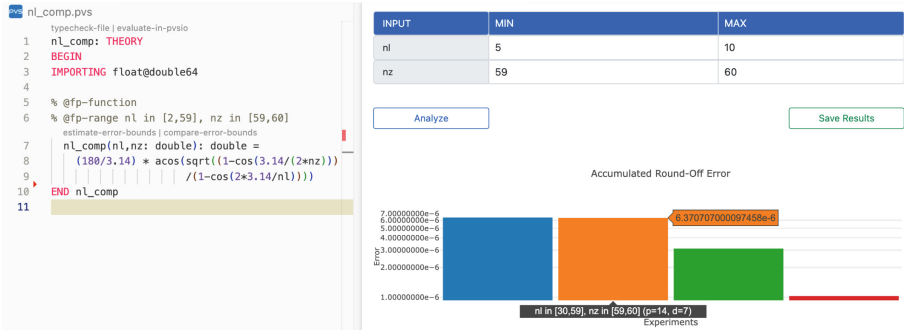 PVS nl_comp.pvs
typecheck-file | evaluate-in-pvsio
1 nl_comp: THEORY
2 BEGIN
3 IMPORTING float@double64
4
5 % @fp-function
6 % @fp-range nl in [2,59], nz in [59,60]
estimate-error-bounds | compare-error-bounds
7 nl_comp(nl,nz: double): double =
8 (180/3.14) * acos(sqrt((1-cos(3.14/(2*nz)))
9 /(1-cos(2*3.14/nl))))
10 END nl_comp
11
INPUT MIN MAX
nl 5 10
nz 59 60
Analyze Save Results
Accumulated Round-Off Error
7.00000000e-6
6.00000000e-6
5.00000000e-6
4.00000000e-6
3.00000000e-6
2.00000000e-6
1.00000000e-6
Error
6.370707000097458e-6
nl in [30,59], nz in [59,60] (p=14, d=7)
Experiments